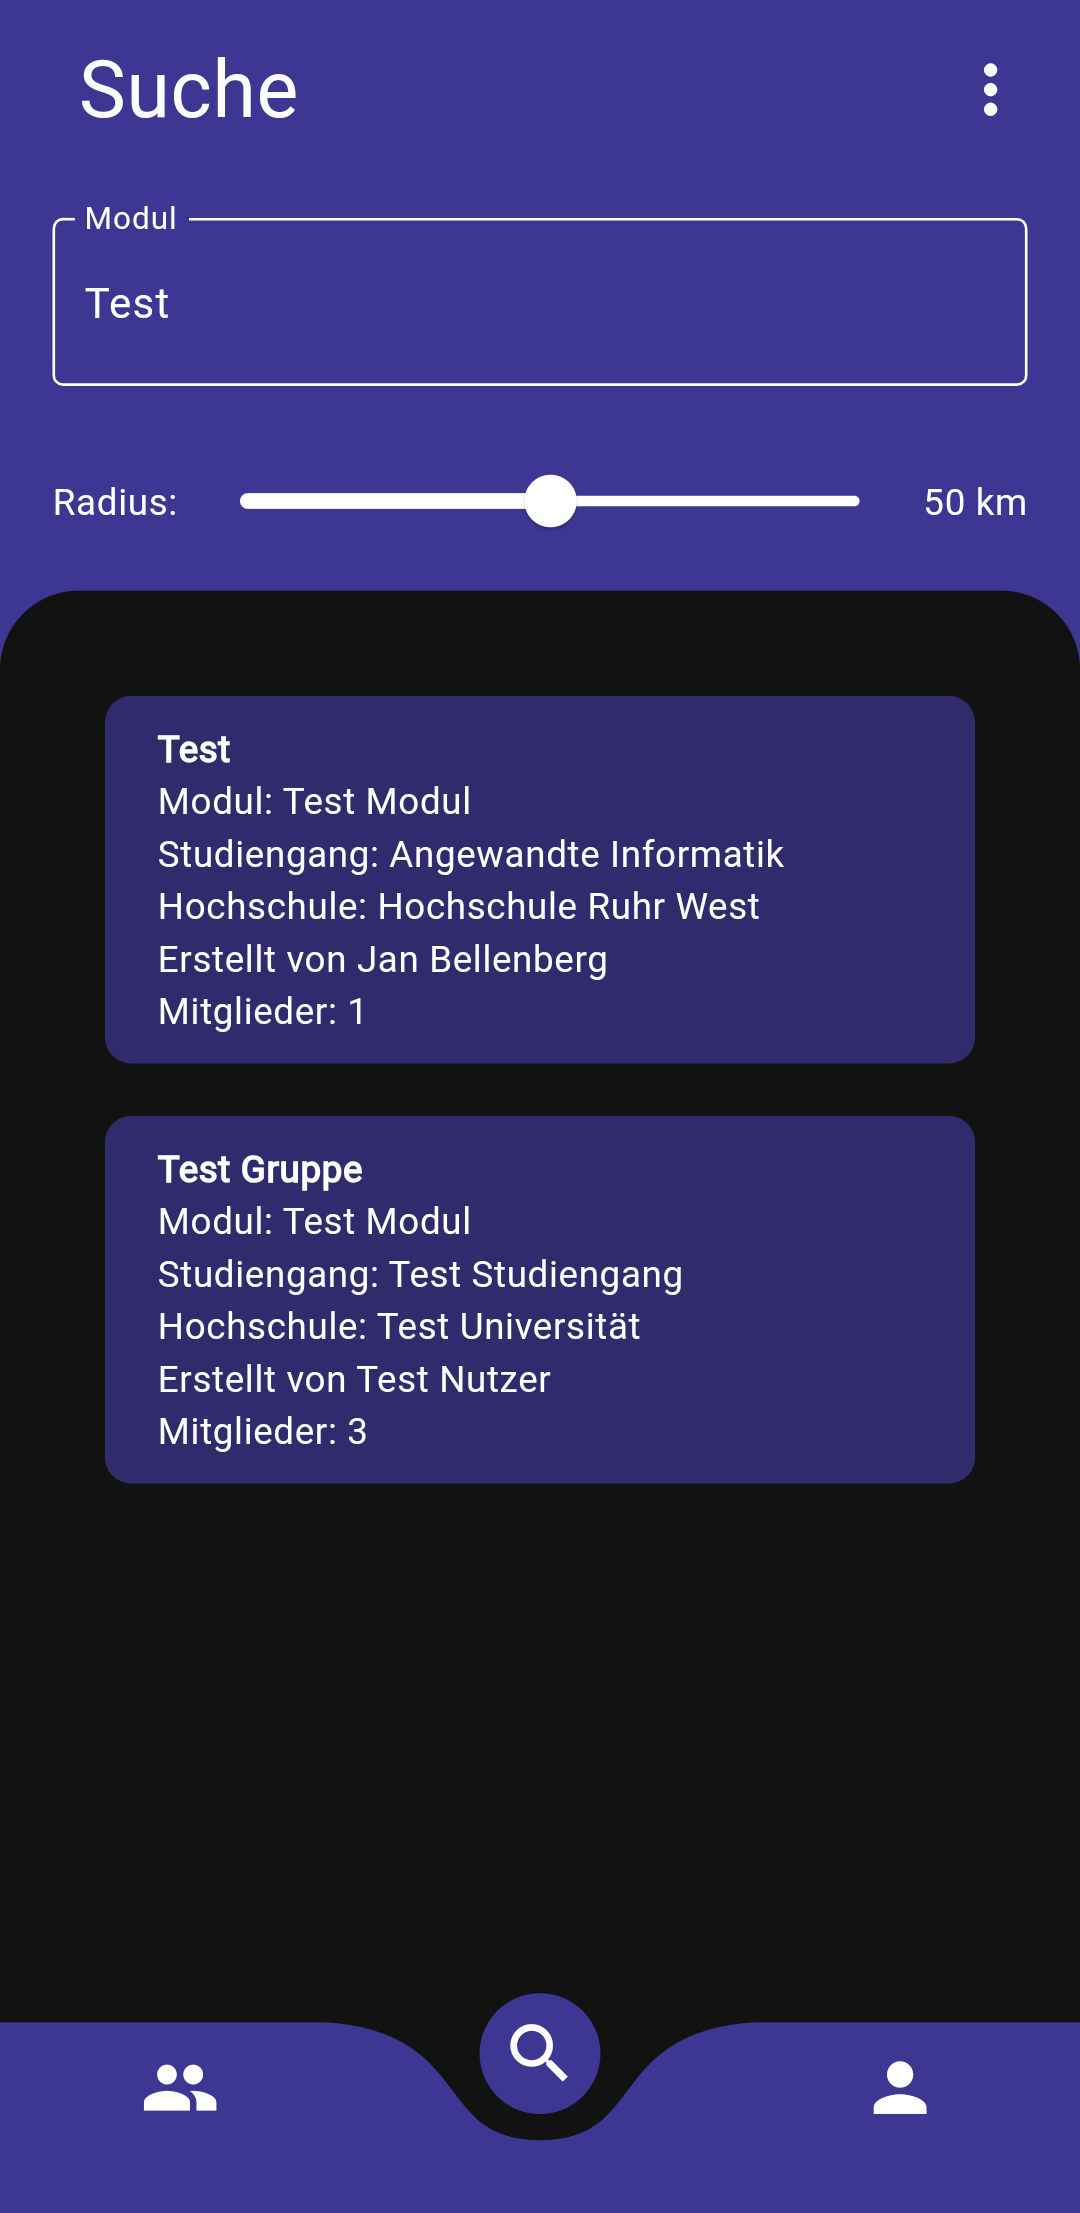 Suche
Modul
Test
Radius:
50 km
Test
Modul: Test Modul
Studiengang: Angewandte Informatik
Hochschule: Hochschule Ruhr West
Erstellt von Jan Bellenberg
Mitglieder: 1
Test Gruppe
Modul: Test Modul
Studiengang: Test Studiengang
Hochschule: Test Universität
Erstellt von Test Nutzer
Mitglieder: 3